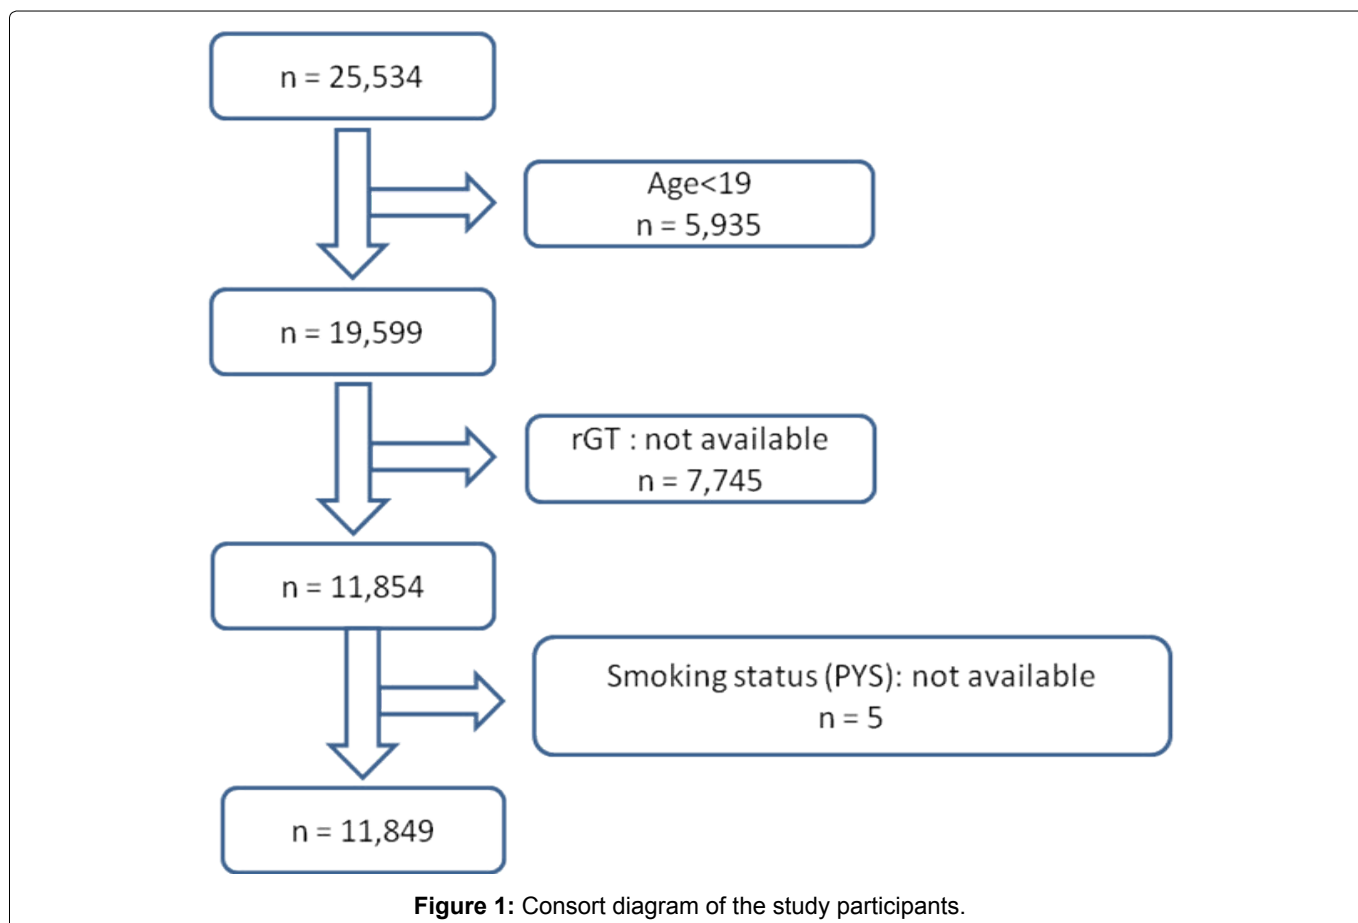 n = 25,534
Age<19
n = 5,935
n = 19,599
rGT : not available
n = 7,745
n = 11,854
Smoking status (PYS): not available
n = 5
n = 11,849
Figure 1: Consort diagram of the study participants.